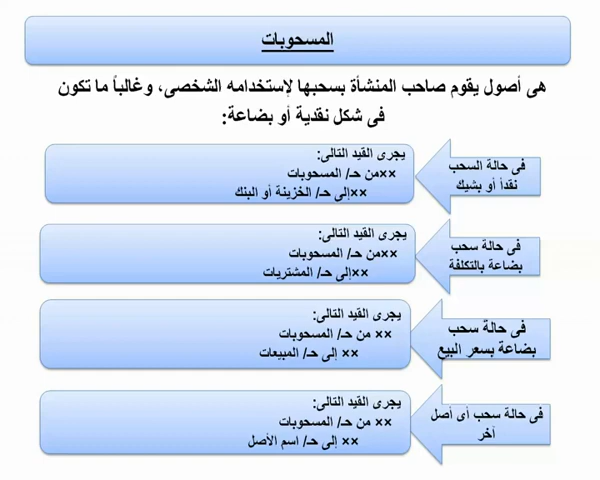 المسحوبات
هى أصول يقوم صاحب المنشأة بسحبها لإستخدامه الشخصى، وغالباً ما تكون
فى شكل نقدية أو بضاعة:
فى حالة السحب
نقداً أو بشيك
يجرى القيد التالى:
××من حـ/ المسحوبات
××إلى حـ/ الخزينة أو البنك
فى حالة سحب
بضاعة بالتكلفة
يجرى القيد التالى:
××من حـ/ المسحوبات
××إلى حـ/ المشتريات
فى حالة سحب
بضاعة بسعر البيع
يجرى القيد التالى:
×× من حـ/ المسحوبات
×× إلى حـ/ المبيعات
فى حالة سحب أى أصل
أخر
يجرى القيد التالى:
×× من حـ/ المسحوبات
×× إلى حـ/ اسم الأصل